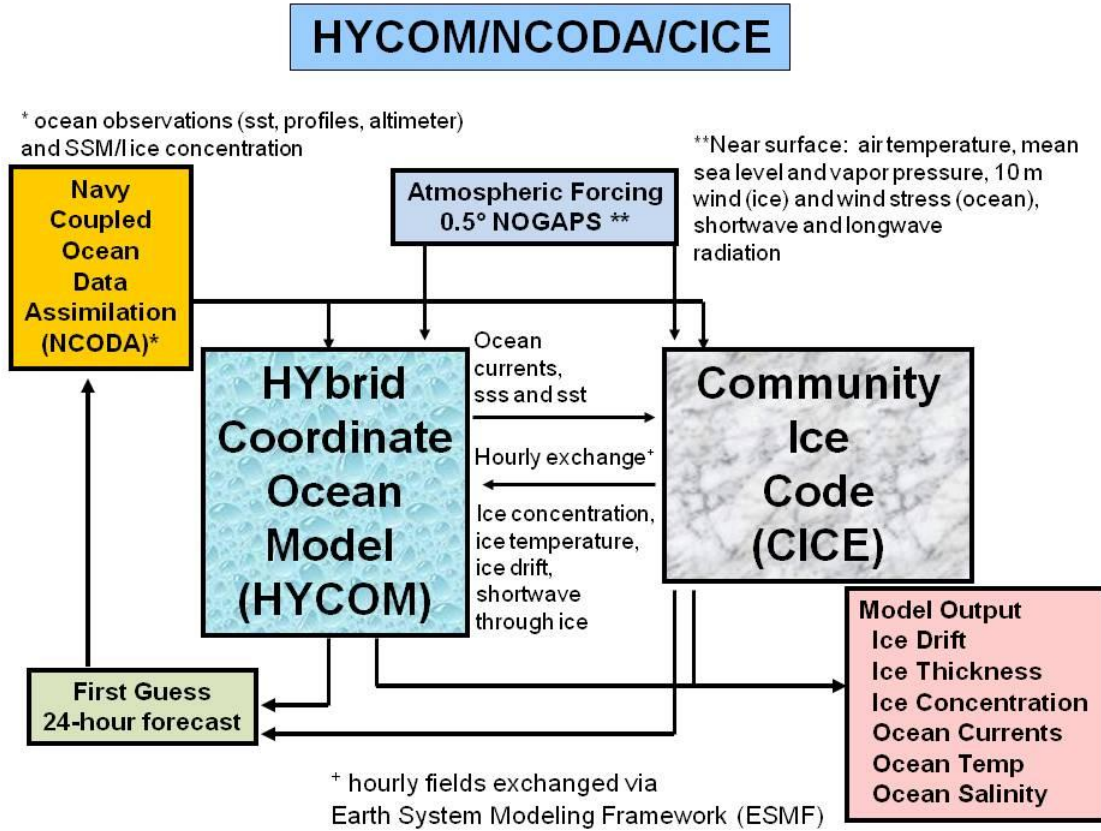 HYCOM/NCODA/CICE
* ocean observations (sst, profiles, altimeter)
and SSM/I ice concentration
**Near surface: air temperature, mean
sea level and vapor pressure, 10 m
wind (ice) and wind stress (ocean),
shortwave and longwave
radiation
Navy
Coupled
Ocean
Data
Assimilation
(NCODA)*
Atmospheric Forcing
0.5° NOGAPS **
HYbrid
Coordinate
Ocean
Model
(HYCOM)
Ocean
currents,
sss and sst
Hourly exchange⁺
Ice concentration,
ice temperature,
ice drift,
shortwave
through ice
Community
Ice
Code
(CICE)
First Guess
24-hour forecast
Model Output
Ice Drift
Ice Thickness
Ice Concentration
Ocean Currents
Ocean Temp
Ocean Salinity
⁺ hourly fields exchanged via
Earth System Modeling Framework (ESMF)